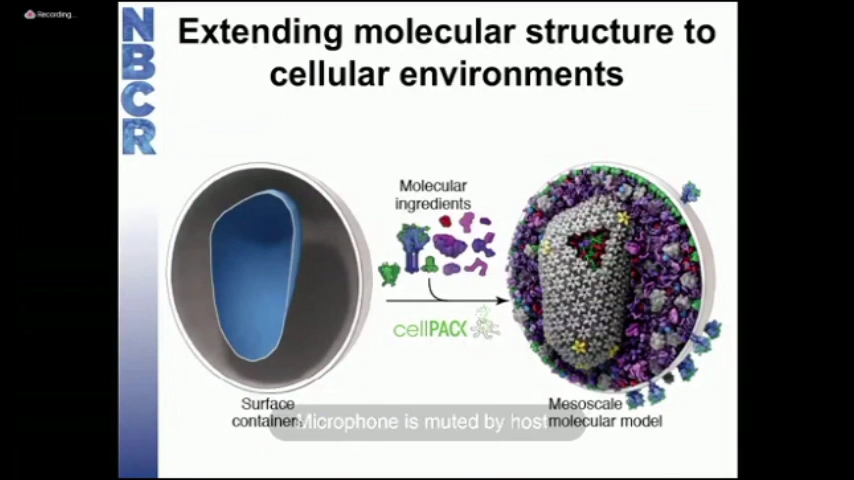 Recording...
NBCR
Extending molecular structure to
cellular environments
Molecular
ingredients
cellPACK
Surface
containers
Mesoscale
molecular model
Microphone is muted by host